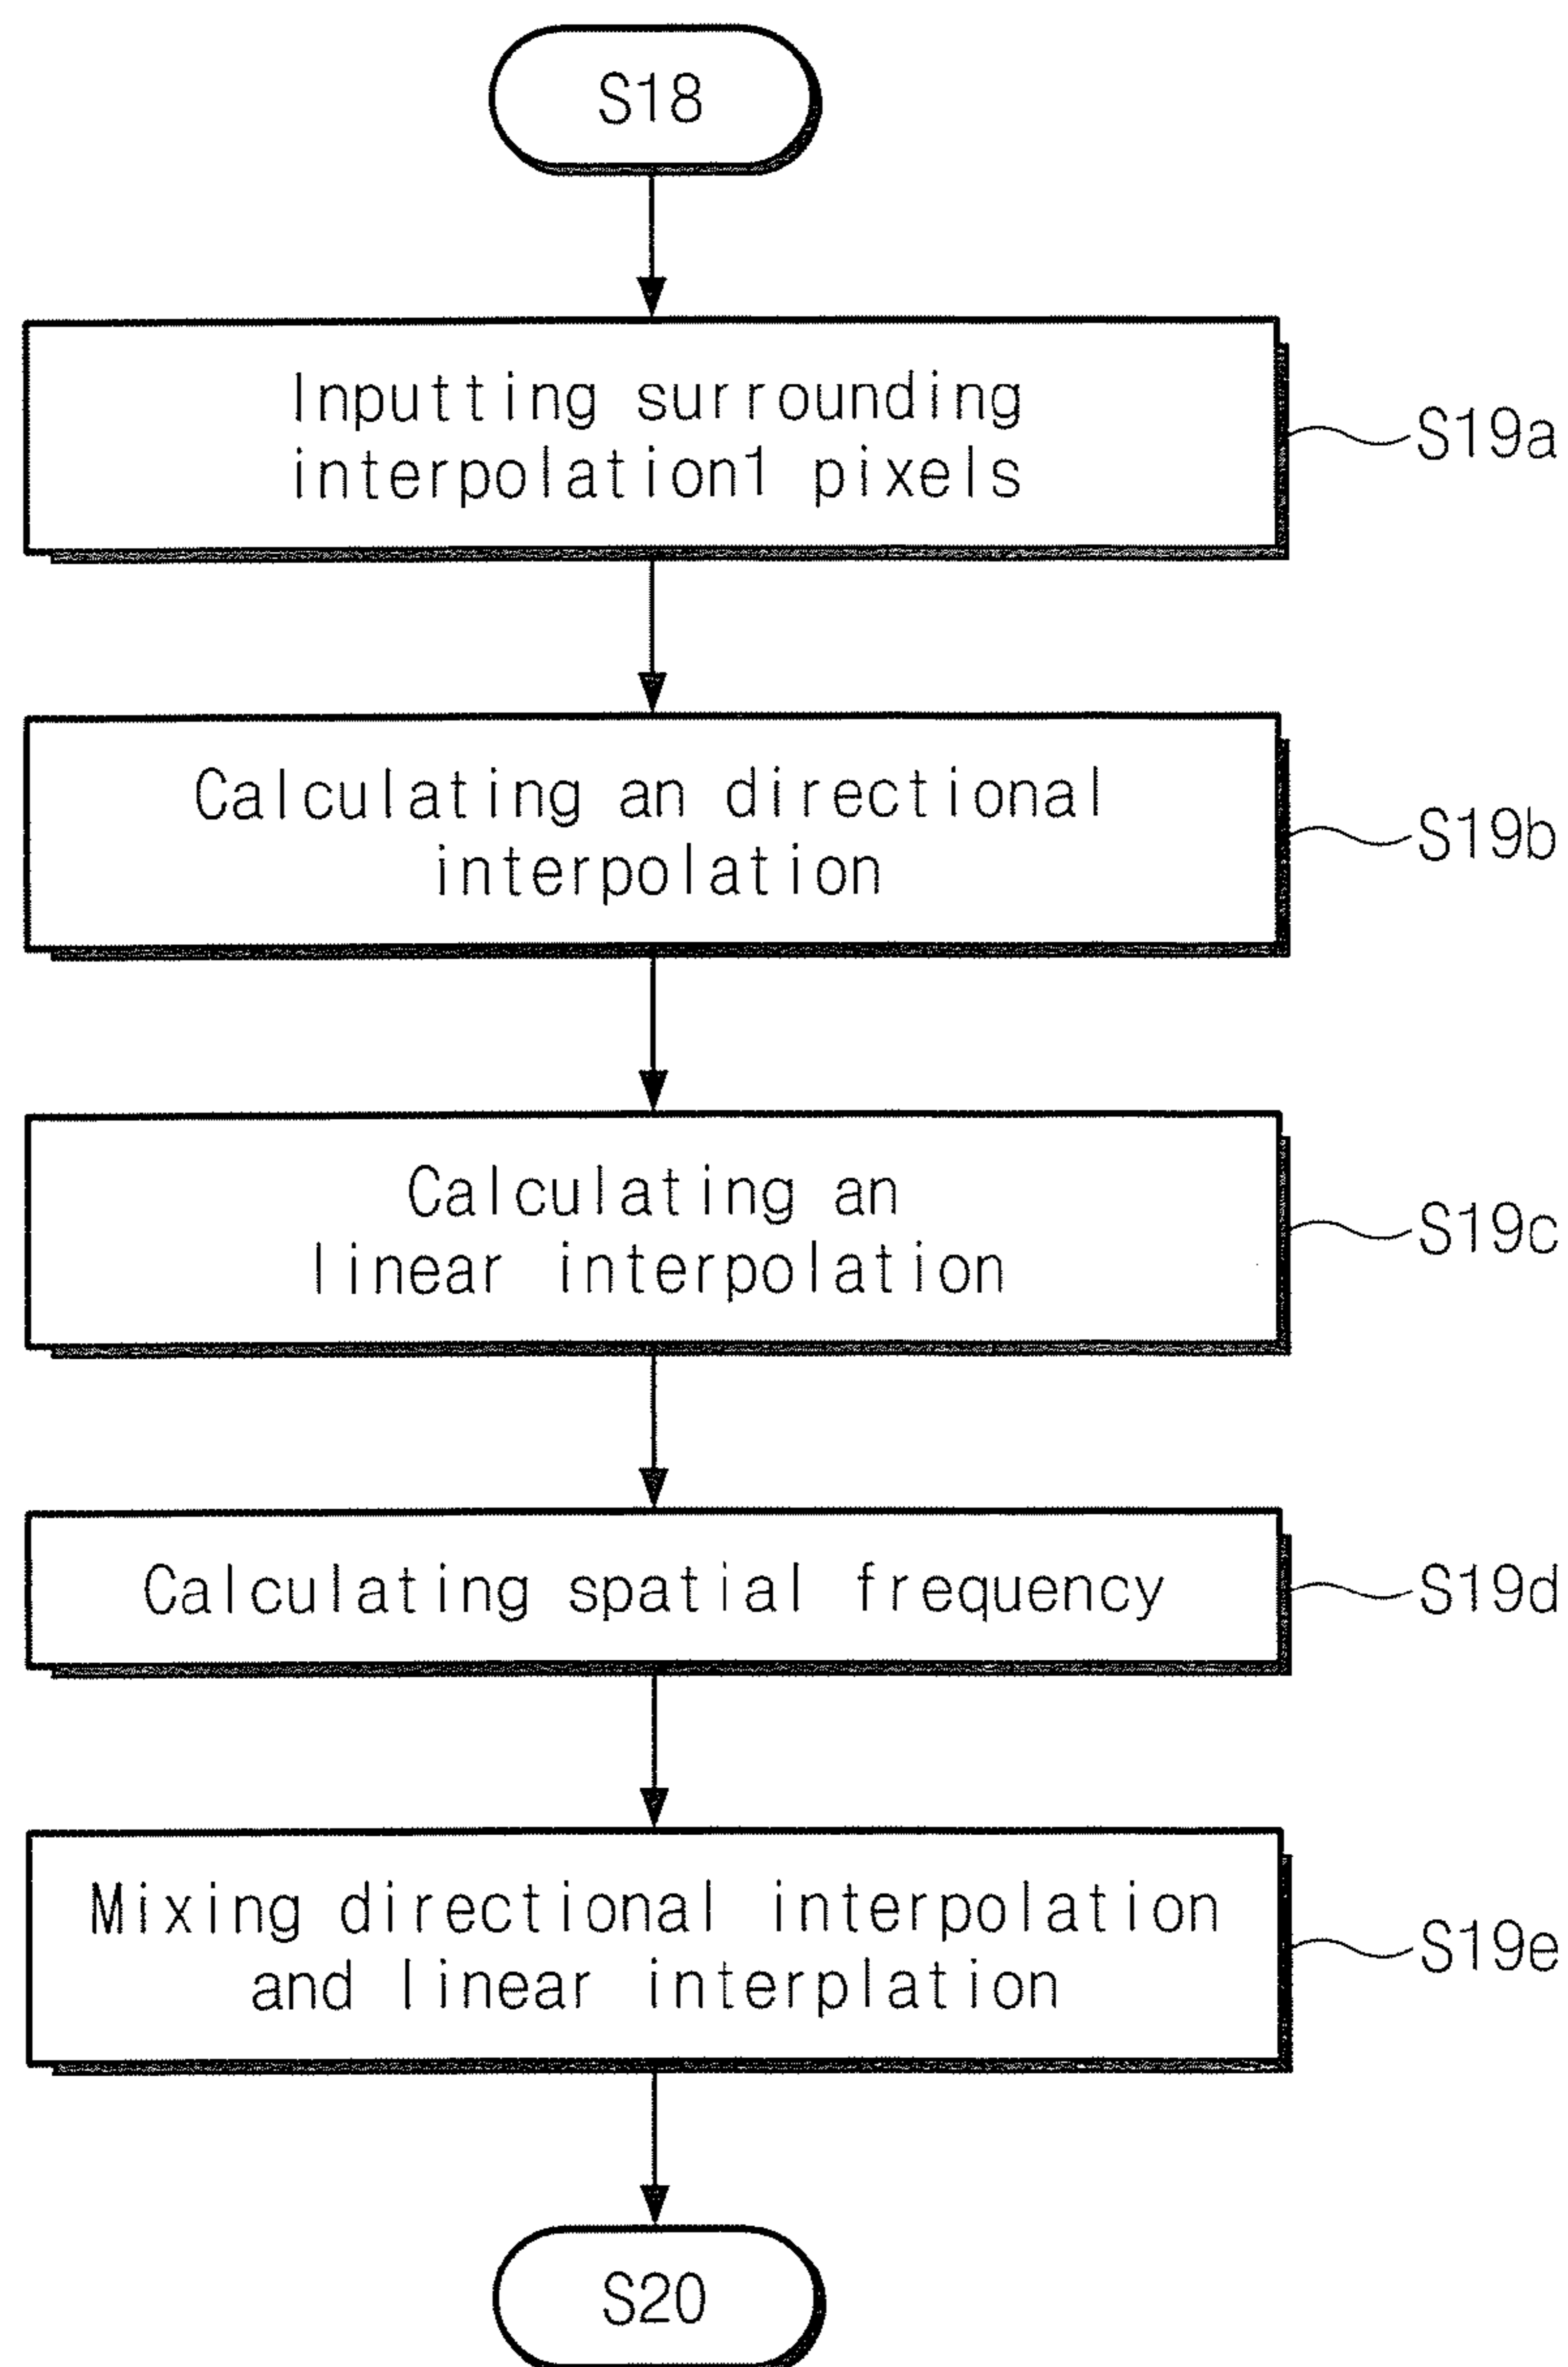 S18
Inputting surrounding
interpolation1 pixels
S19a
Calculating an directional
interpolation
S19b
Calculating an
linear interpolation
S19c
Calculating spatial frequency
S19d
Mixing directional interpolation
and linear interplation
S19e
S20